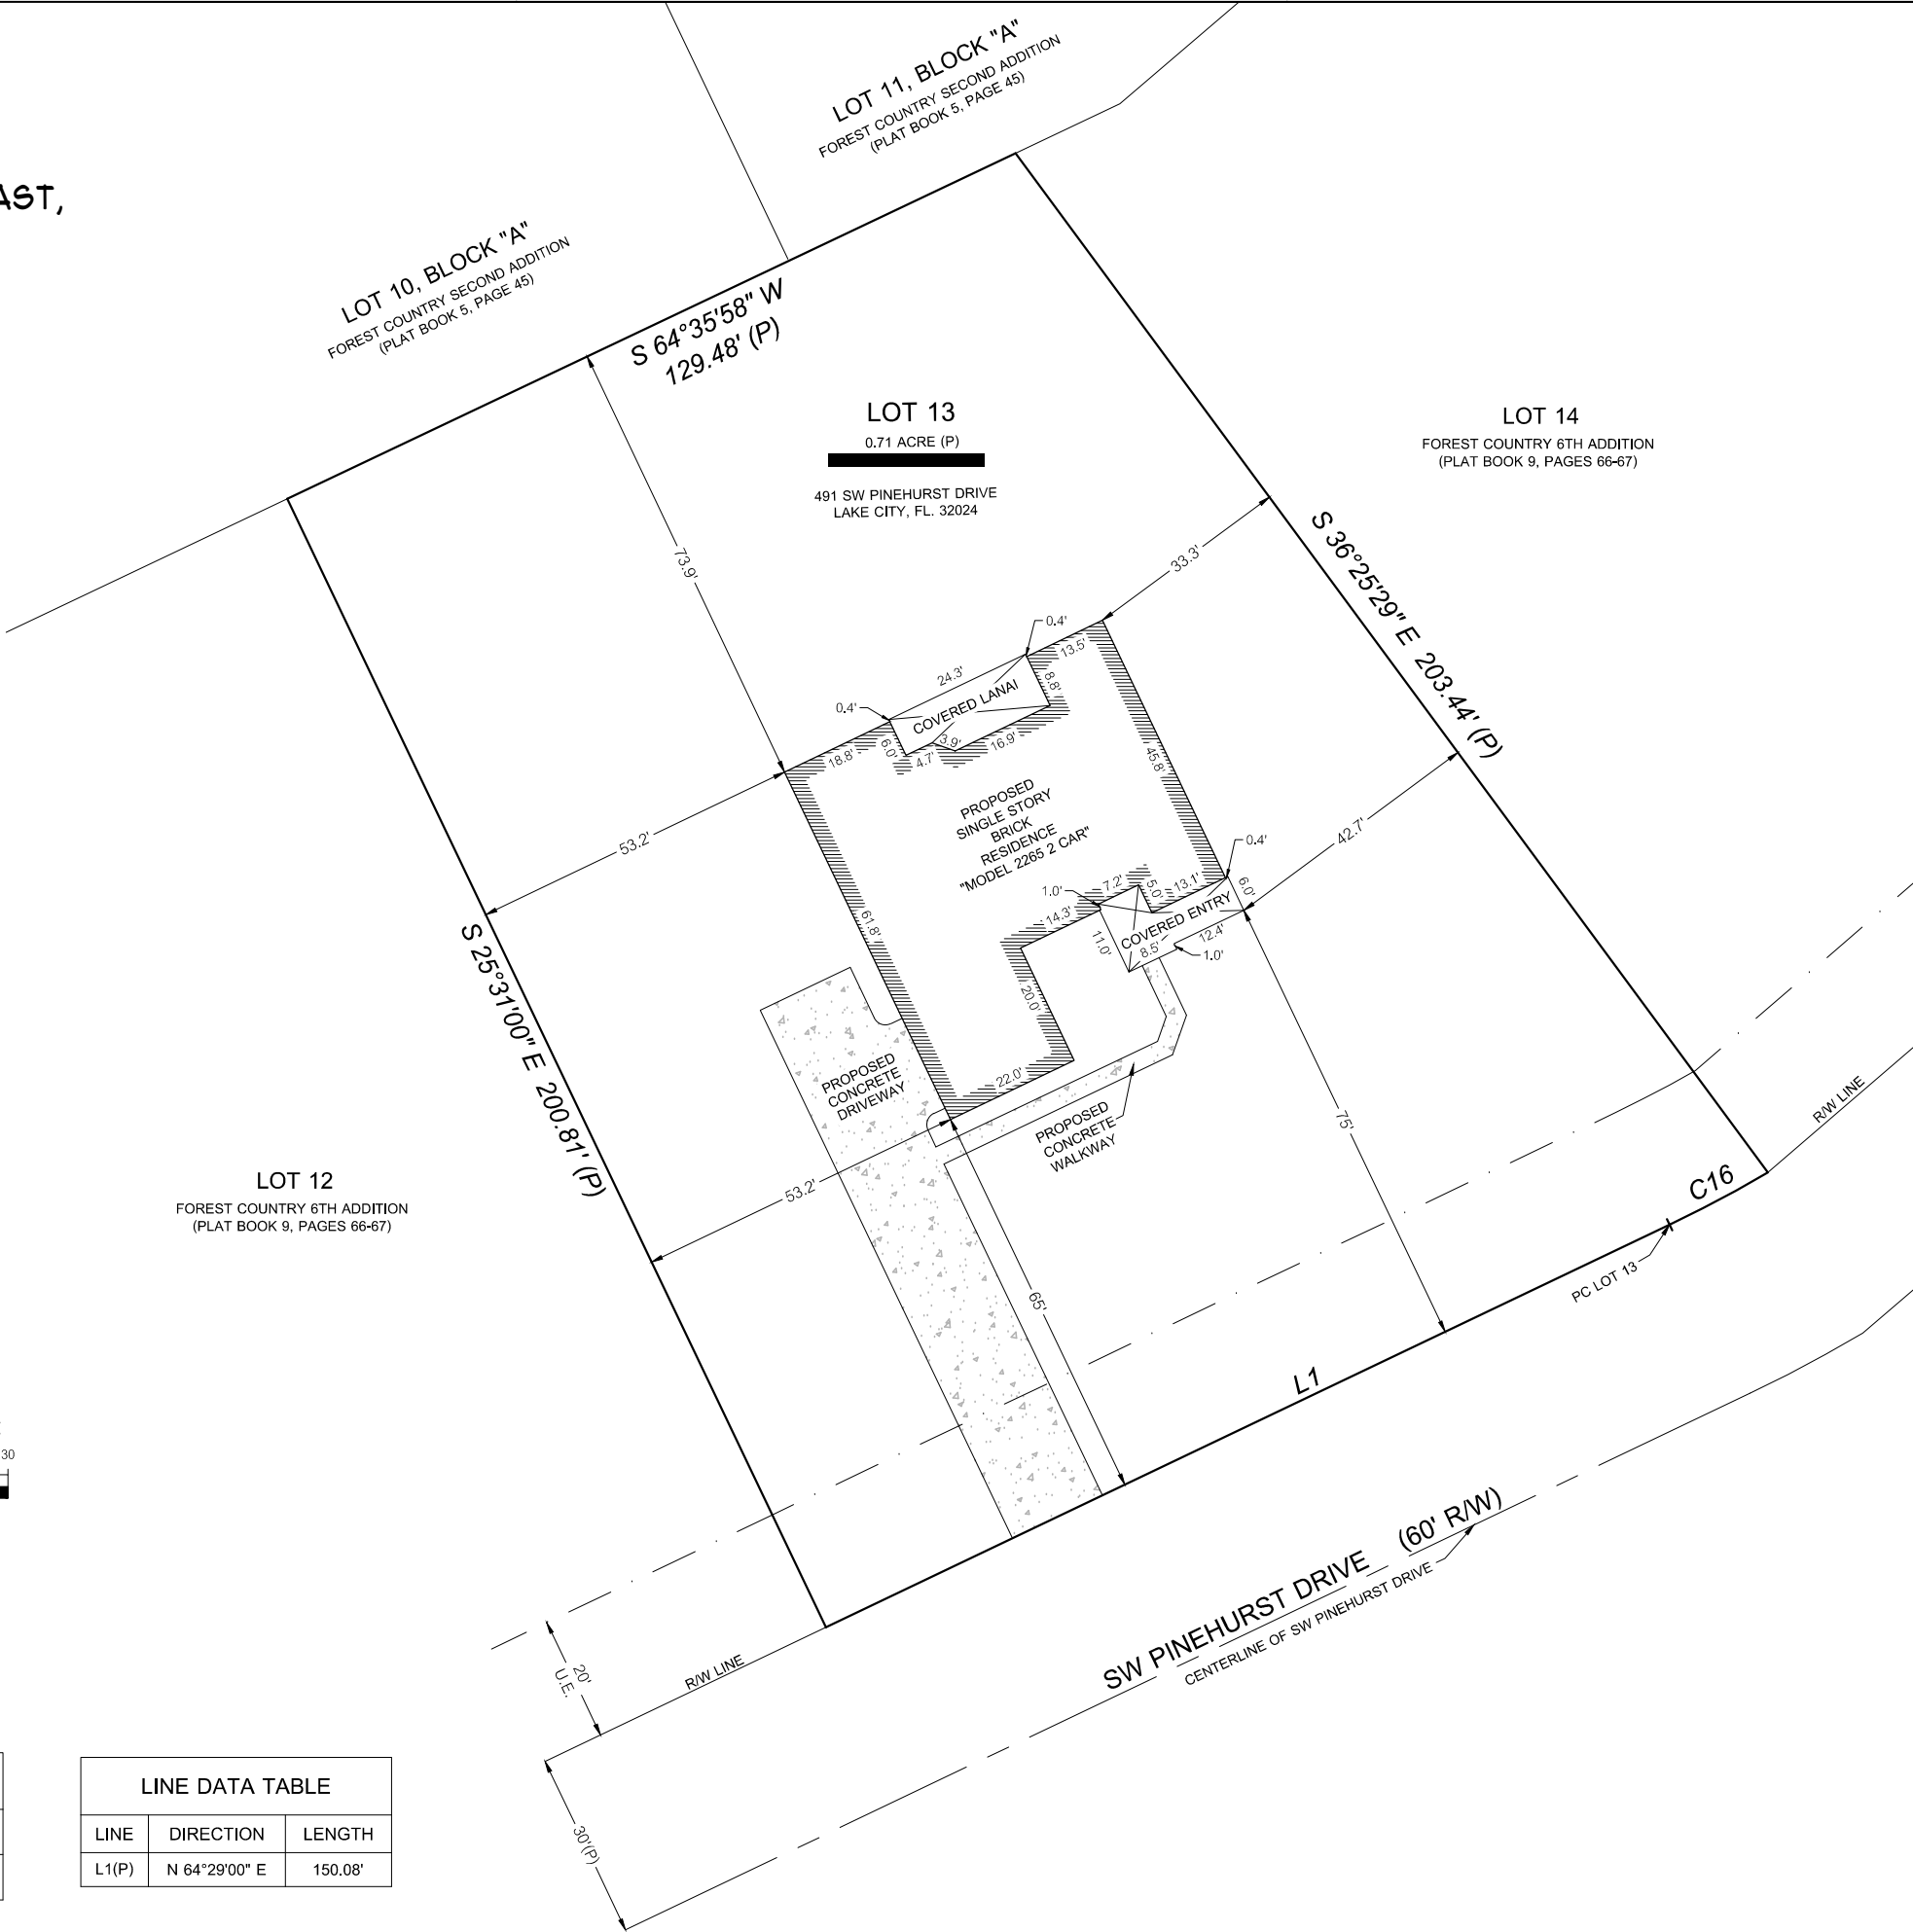 LOT 11, BLOCK "A"
FOREST COUNTRY SECOND ADDITION
(PLAT BOOK 5, PAGE 45)
AST,
LOT 10, BLOCK "A"
FOREST COUNTRY SECOND ADDITION
(PLAT BOOK 5, PAGE 45)
S 64°35'58" W
129.48' (P)
LOT 13
0.71 ACRE (P)
491 SW PINEHURST DRIVE
LAKE CITY, FL. 32024
LOT 14
FOREST COUNTRY 6TH ADDITION
(PLAT BOOK 9, PAGES 66-67)
S 36°25'29" E 203.44' (P)
73.9'
33.3'
0.4'
13.5'
24.3'
8.8'
0.4'
COVERED LANAI
18.8'
6.0'
4.7'
3.9'
16.9'
45.8'
53.2'
PROPOSED
SINGLE STORY
BRICK
RESIDENCE
"MODEL 2265 2 CAR"
42.7'
0.4'
1.0'
7.2'
5.0'
13.1'
6.0'
14.3'
COVERED ENTRY
11.0'
8.5'
12.4'
1.0'
61.8'
20.0'
22.0'
S 25°31'00" E 200.81' (P)
PROPOSED
CONCRETE
DRIVEWAY
PROPOSED
CONCRETE
WALKWAY
75'
R/W LINE
LOT 12
FOREST COUNTRY 6TH ADDITION
(PLAT BOOK 9, PAGES 66-67)
53.2'
C16
PC LOT 13
65'
L1
30
SW PINEHURST DRIVE (60' R/W)
CENTERLINE OF SW PINEHURST DRIVE
20'
U.E.
R/W LINE
30'(P)
LINE DATA TABLE
LINE DIRECTION LENGTH
L1(P) N 64°29'00" E 150.08'